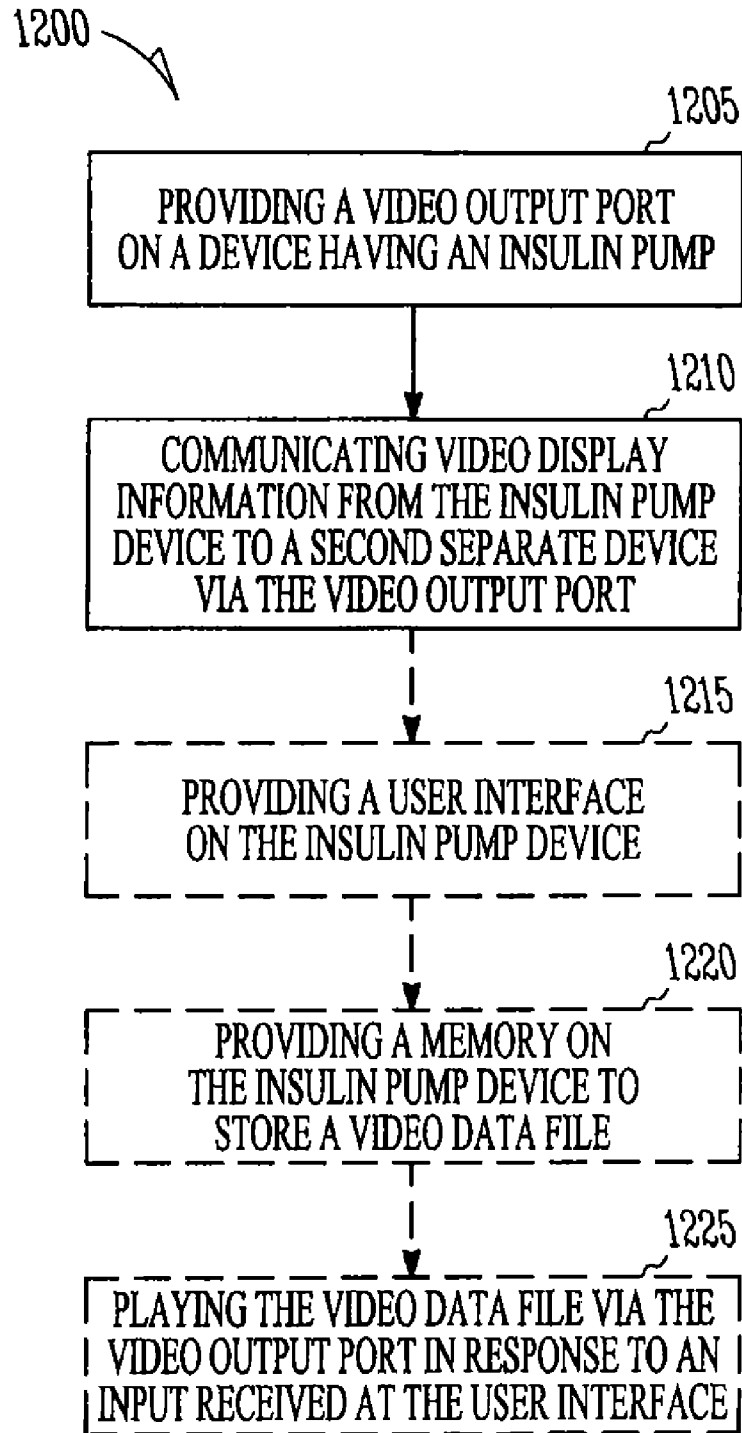 1200
1205
PROVIDING A VIDEO OUTPUT PORT
ON A DEVICE HAVING AN INSULIN PUMP
1210
COMMUNICATING VIDEO DISPLAY
INFORMATION FROM THE INSULIN PUMP
DEVICE TO A SECOND SEPARATE DEVICE
VIA THE VIDEO OUTPUT PORT
1215
PROVIDING A USER INTERFACE
ON THE INSULIN PUMP DEVICE
1220
PROVIDING A MEMORY ON
THE INSULIN PUMP DEVICE TO
STORE A VIDEO DATA FILE
1225
PLAYING THE VIDEO DATA FILE VIA THE
VIDEO OUTPUT PORT IN RESPONSE TO AN
INPUT RECEIVED AT THE USER INTERFACE